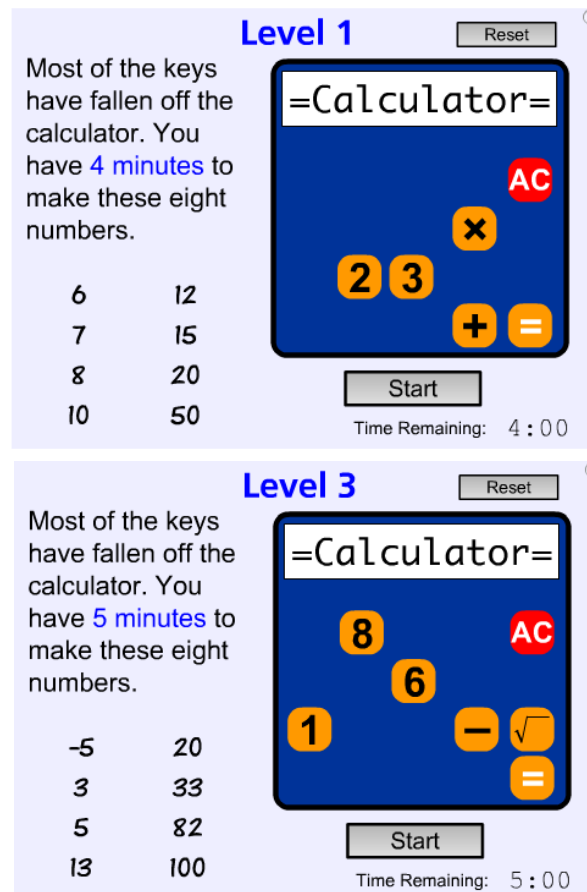 Level 1
Reset
Most of the keys
have fallen off the
calculator. You
have 4 minutes to
make these eight
numbers.
6 12
7 15
8 20
10 50
=Calculator=
AC
×
2 3
+ =
Start
Time Remaining: 4:00
Level 3
Reset
Most of the keys
have fallen off the
calculator. You
have 5 minutes to
make these eight
numbers.
-5 20
3 33
5 82
13 100
=Calculator=
8 AC
6
1 − √
=
Start
Time Remaining: 5:00